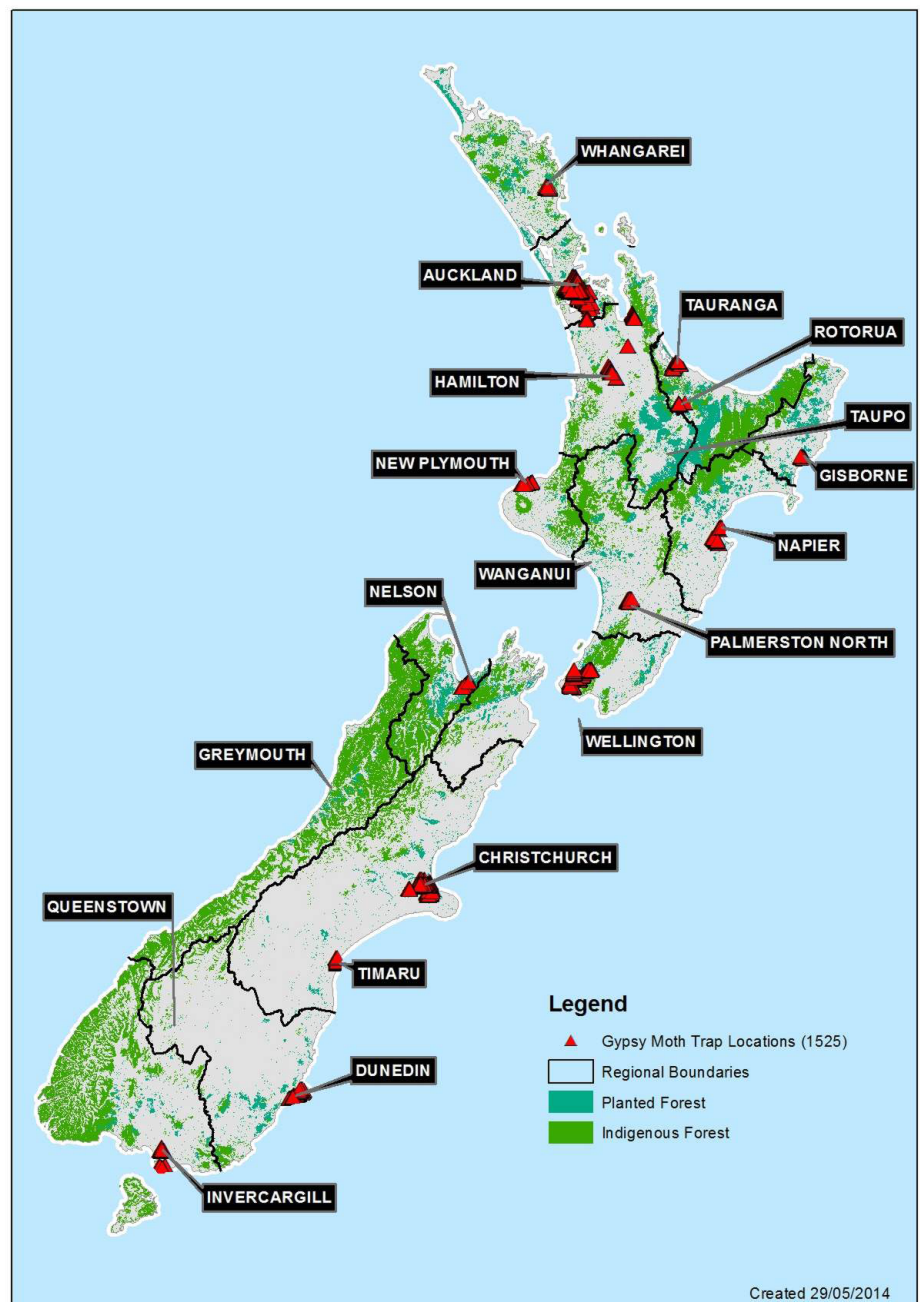 WHANGAREI
AUCKLAND
TAURANGA
ROTORUA
HAMILTON
TAUPO
NEW PLYMOUTH
GISBORNE
NAPIER
WANGANUI
NELSON
PALMERSTON NORTH
WELLINGTON
GREYMOUTH
CHRISTCHURCH
QUEENSTOWN
TIMARU
Legend
Gypsy Moth Trap Locations (1525)
Regional Boundaries
Planted Forest
Indigenous Forest
DUNEDIN
INVERCARGILL
Created 29/05/2014